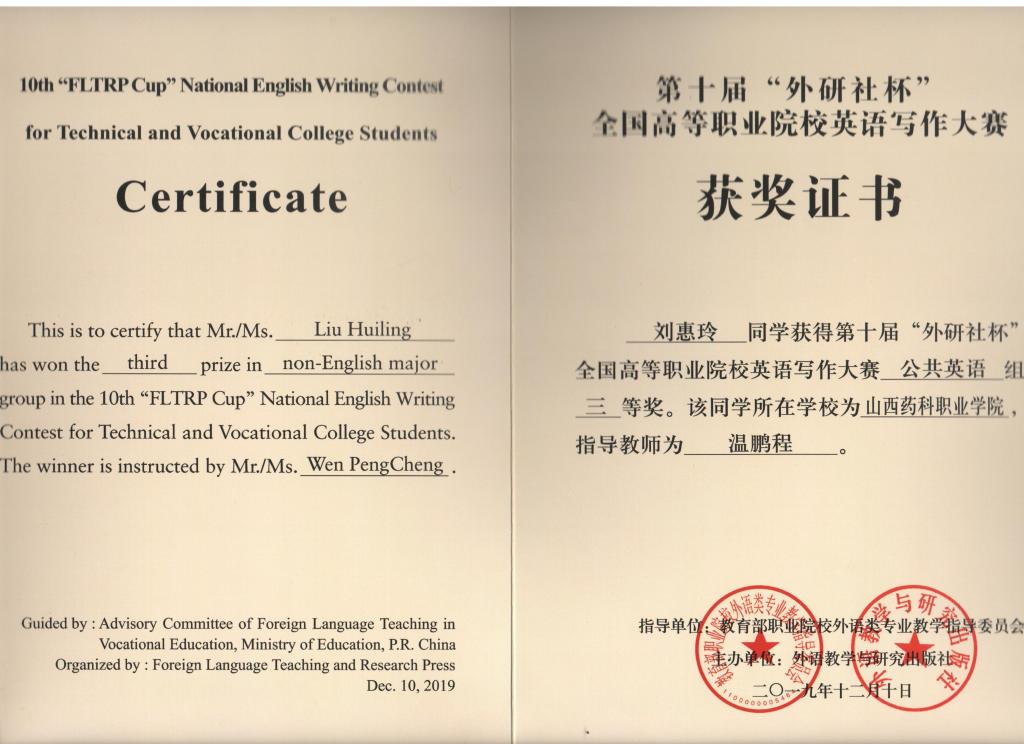 10th “FLTRP Cup” National English Writing Contest
for Technical and Vocational College Students
Certificate
This is to certify that Mr./Ms. Liu Huiling
has won the third prize in non-English major
group in the 10th “FLTRP Cup” National English Writing
Contest for Technical and Vocational College Students.
The winner is instructed by Mr./Ms. Wen PengCheng .
Guided by : Advisory Committee of Foreign Language Teaching in
Vocational Education, Ministry of Education, P.R. China
Organized by : Foreign Language Teaching and Research Press
Dec. 10, 2019
第十届“外研社杯”
全国高等职业院校英语写作大赛
获奖证书
刘惠玲 同学获得第十届“外研社杯”
全国高等职业院校英语写作大赛 公共英语 组
三 等奖。该同学所在学校为 山西药科职业学院 ，
指导教师为 温鹏程 。
指导单位：教育部职业院校外语类专业教学指导委员会
主办单位：外语教学与研究出版社
二〇一九年十二月十日
外语教学与研究出版社